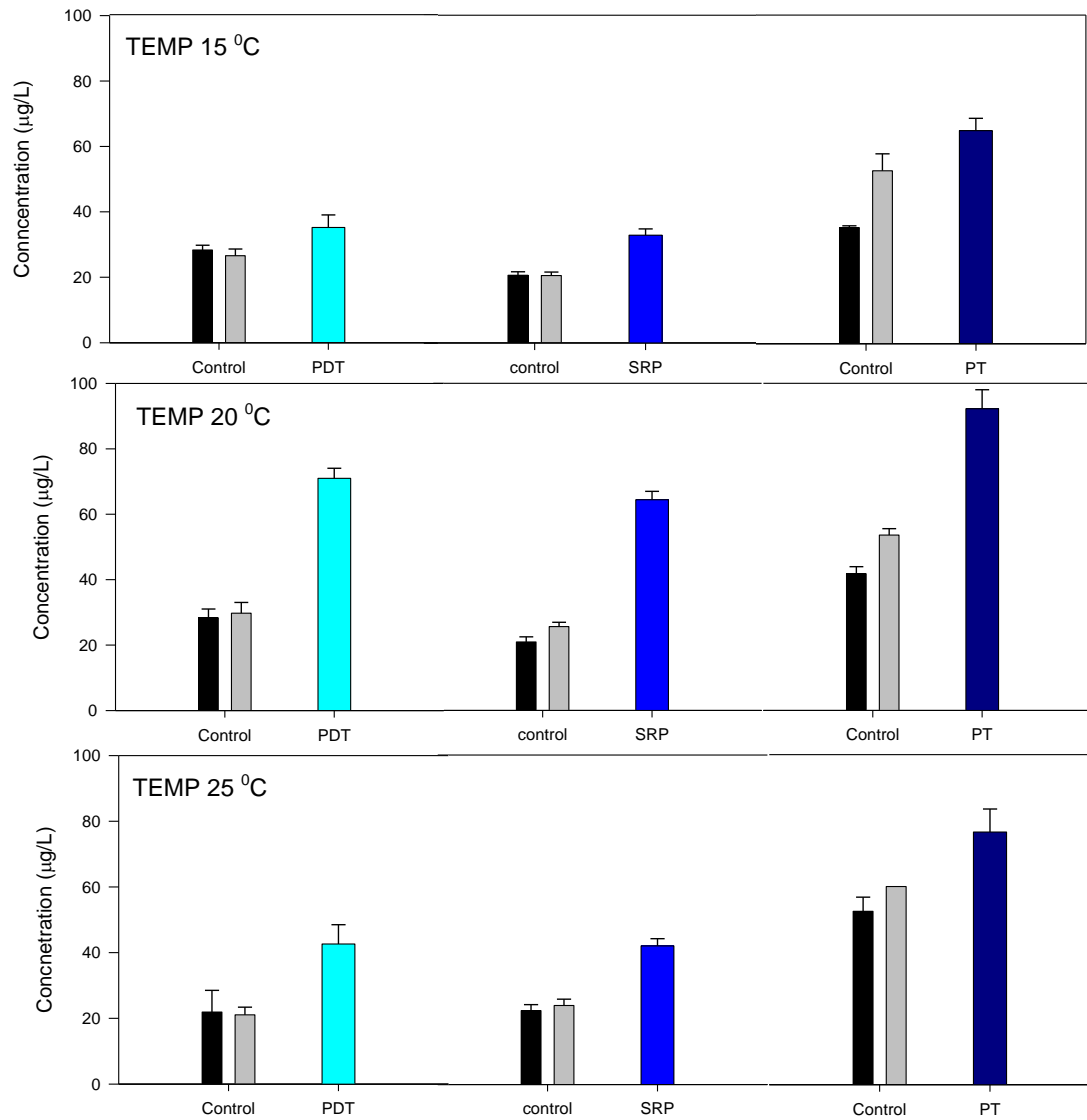 100
TEMP 15 ⁰C
80
60
40
20
0
Conncentration (µg/L)
Control PDT control SRP Control PT
100
TEMP 20 ⁰C
80
60
40
20
0
Concentration (µg/L)
Control PDT control SRP Control PT
100
TEMP 25 ⁰C
80
60
40
20
0
Concnetration (µg/L)
Control PDT control SRP Control PT